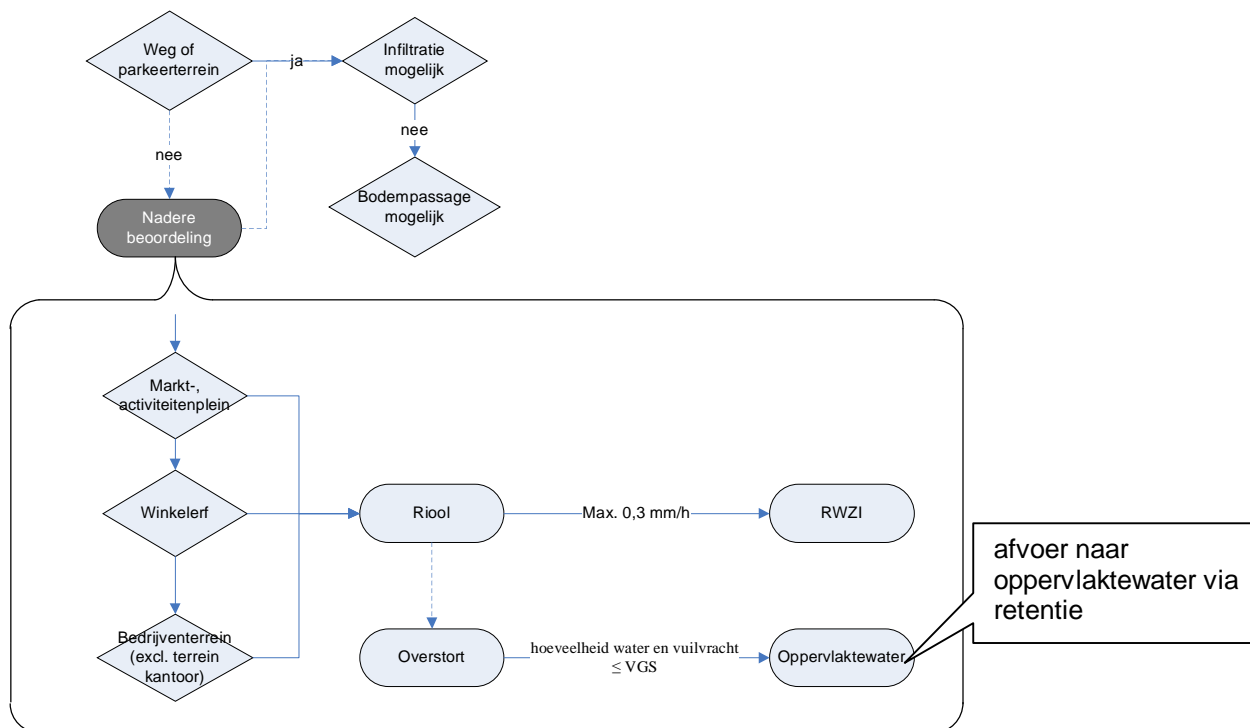 Weg of
parkeerterrein
ja
Infiltratie
mogelijk
nee
nee
Bodempassage
mogelijk
Nadere
beoordeling
Markt-,
activiteitenplein
Winkelerf
Riool
Max. 0,3 mm/h
RWZI
afvoer naar
oppervlaktewater via
retentie
Bedrijventerrein
(excl. terrein
kantoor)
Overstort
hoeveelheid water en vuilvracht
≤ VGS
Oppervlaktewater